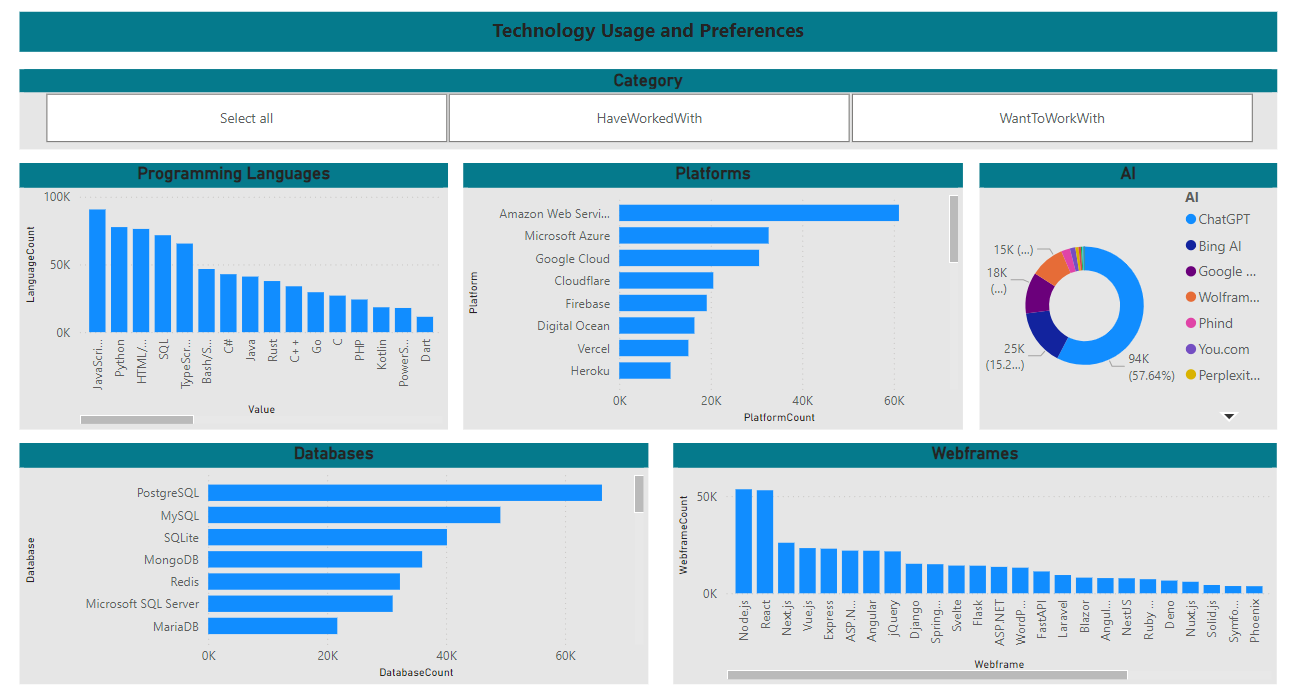 Technology Usage and Preferences
Category
Select all
HaveWorkedWith
WantToWorkWith
Programming Languages
LanguageCount
100K
50K
0K
JavaScri...
Python
HTML/...
SQL
TypeScr...
Bash/S...
C#
Java
Rust
C++
Go
C
PHP
Kotlin
PowerS...
Dart
Value
Platforms
Platform
Amazon Web Servi...
Microsoft Azure
Google Cloud
Cloudflare
Firebase
Digital Ocean
Vercel
Heroku
0K 20K 40K 60K
PlatformCount
AI
15K (...)
18K
(...)
25K
(15.2...)
94K
(57.64%)
AI
ChatGPT
Bing AI
Google ...
Wolfram...
Phind
You.com
Perplexit...
Databases
Database
PostgreSQL
MySQL
SQLite
MongoDB
Redis
Microsoft SQL Server
MariaDB
0K 20K 40K 60K
DatabaseCount
Webframes
WebframeCount
50K
0K
Node.js
React
Next.js
Vue.js
Express
ASP.N...
Angular
jQuery
Django
Spring...
Svelte
Flask
ASP.NET
WordP...
FastAPI
Laravel
Blazor
Angul...
NestJS
Ruby ...
Deno
Nuxt.js
Solid.js
Symfo...
Phoenix
Webframe